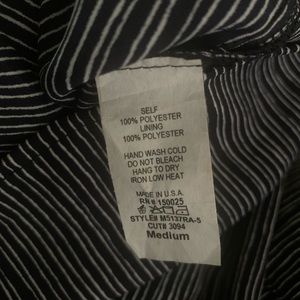 SELF
100% POLYESTER
LINING
100% POLYESTER
HAND WASH COLD
DO NOT BLEACH
HANG TO DRY
IRON LOW HEAT
MADE IN U.S.A.
RN# 150025
STYLE# M5137RA-5
CUT# 3094
Medium